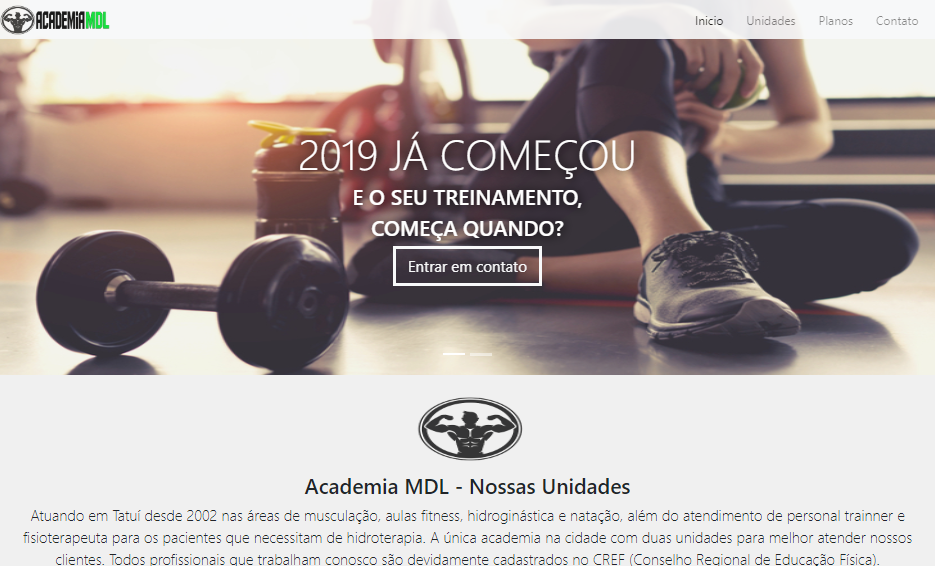 ACADEMIAMDL
Início Unidades Planos Contato
2019 JÁ COMEÇOU
E O SEU TREINAMENTO,
COMEÇA QUANDO?
Entrar em contato
Academia MDL - Nossas Unidades
Atuando em Tatuí desde 2002 nas áreas de musculação, aulas fitness, hidroginástica e natação, além do atendimento de personal trainner e
fisioterapeuta para os pacientes que necessitam de hidroterapia. A única academia na cidade com duas unidades para melhor atender nossos
clientes. Todos profissionais que trabalham conosco são devidamente cadastrados no CREF (Conselho Regional de Educação Física).